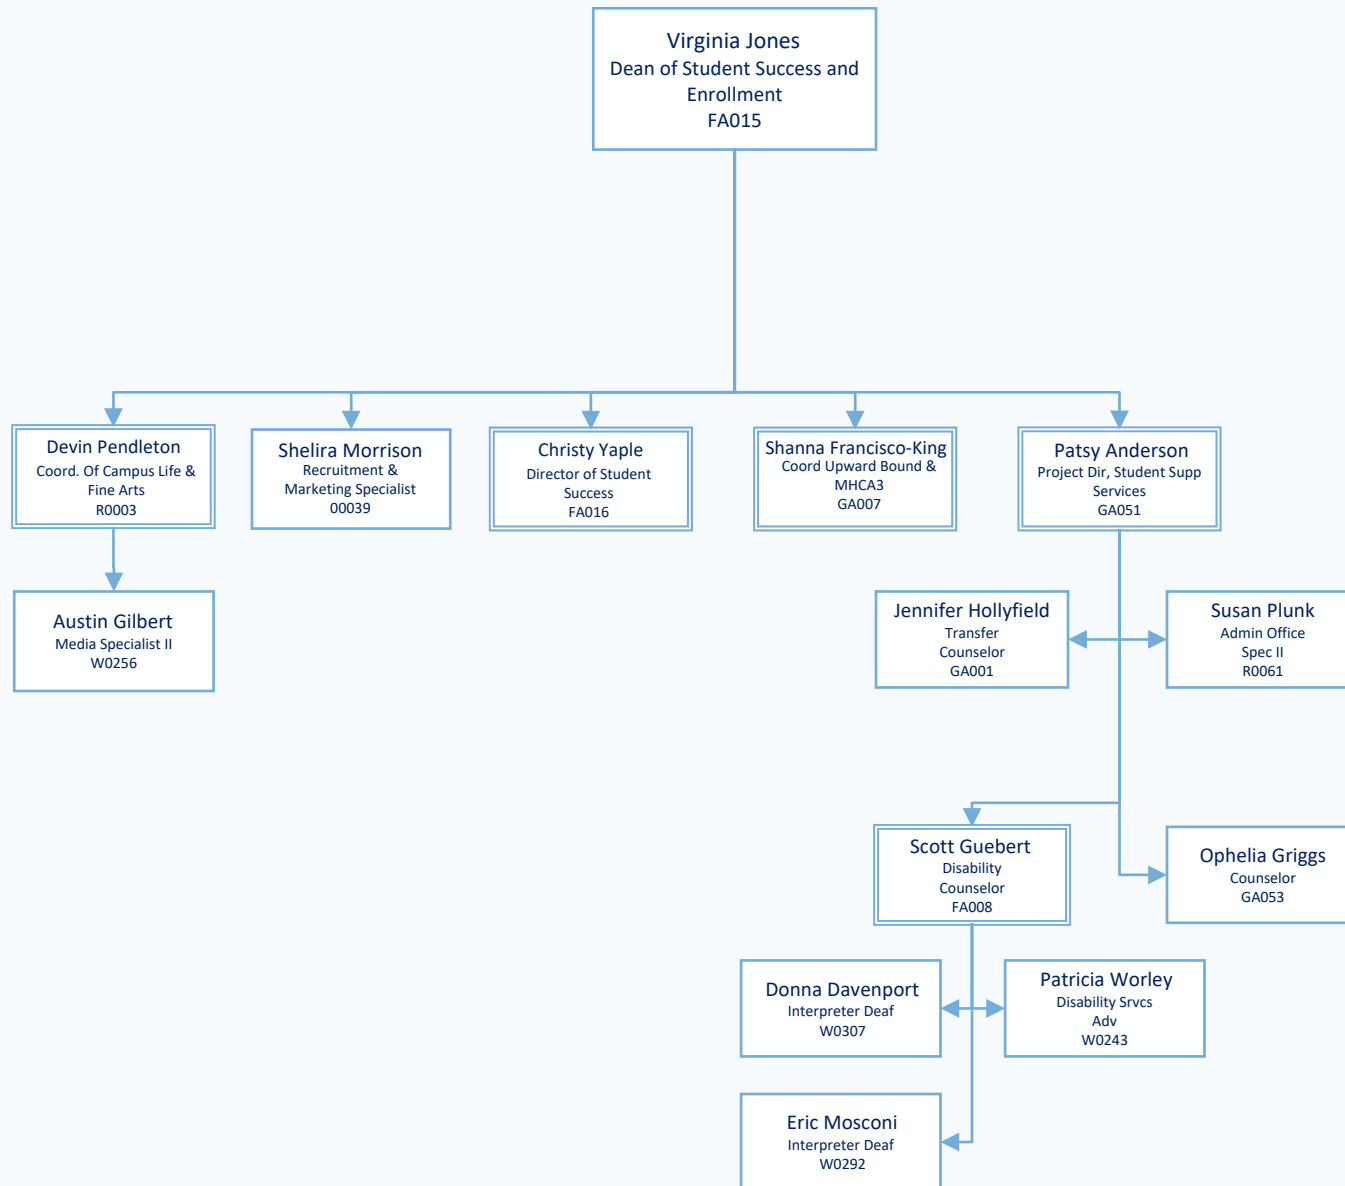 Virginia Jones
Dean of Student Success and
Enrollment
FA015
Devin Pendleton
Coord. Of Campus Life &
Fine Arts
R0003
Shelira Morrison
Recruitment &
Marketing Specialist
00039
Christy Yaple
Director of Student
Success
FA016
Shanna Francisco-King
Coord Upward Bound &
MHCA3
GA007
Patsy Anderson
Project Dir, Student Supp
Services
GA051
Austin Gilbert
Media Specialist II
W0256
Jennifer Hollyfield
Transfer
Counselor
GA001
Susan Plunk
Admin Office
Spec II
R0061
Scott Guebert
Disability
Counselor
FA008
Ophelia Griggs
Counselor
GA053
Donna Davenport
Interpreter Deaf
W0307
Patricia Worley
Disability Srvcs
Adv
W0243
Eric Mosconi
Interpreter Deaf
W0292